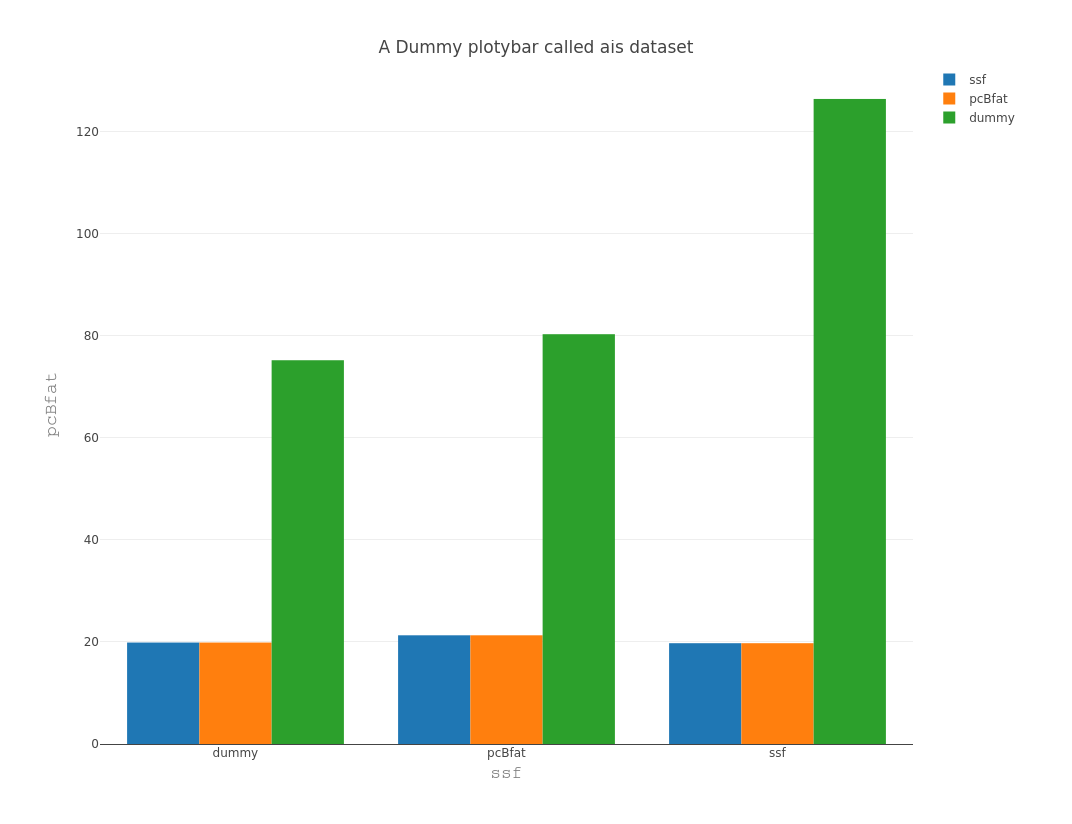 A Dummy plotybar called ais dataset
ssf
pcBfat
dummy
120
100
80
60
40
20
0
pcBfat
dummy
pcBfat
ssf
ssf